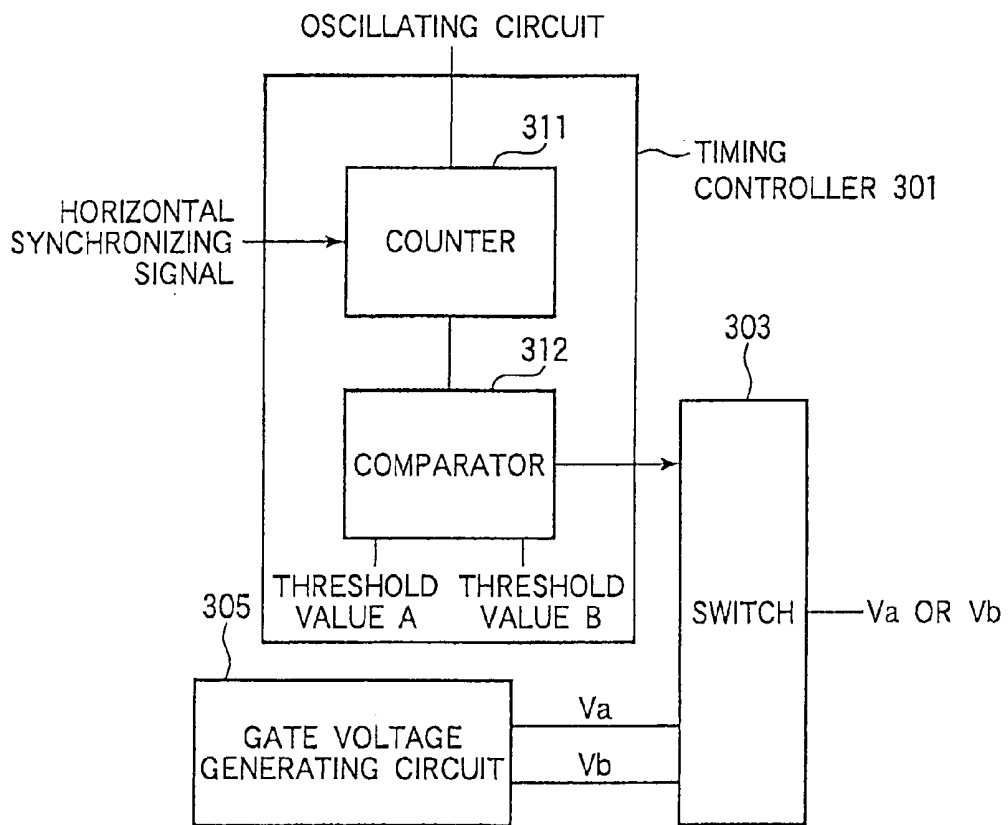 OSCILLATING CIRCUIT
311
TIMING
CONTROLLER 301
HORIZONTAL
SYNCHRONIZING
SIGNAL
COUNTER
312
303
COMPARATOR
THRESHOLD
VALUE A
THRESHOLD
VALUE B
305
SWITCH
Va OR Vb
GATE VOLTAGE
GENERATING CIRCUIT
Va
Vb